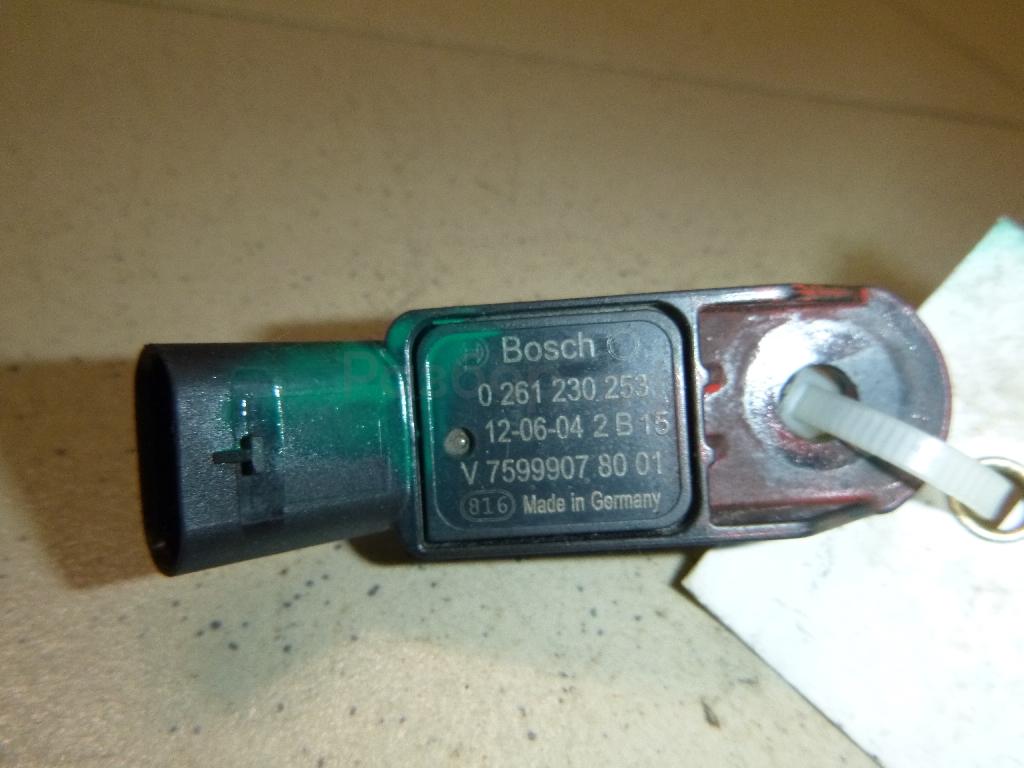 Bosch
0 261 230 253
12-06-04 2 B 15
V 7599907 80 01
816 Made in Germany